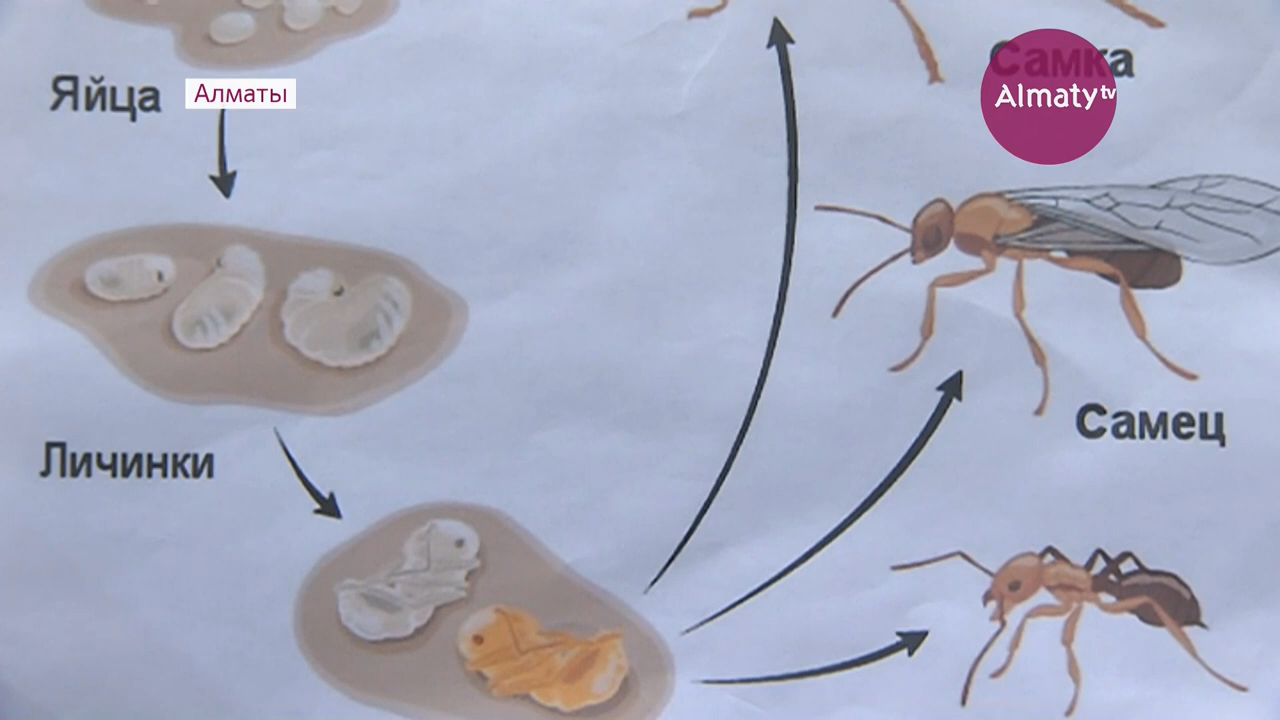 Яйца
Алматы
Самка
Almaty tv
Самец
Личинки